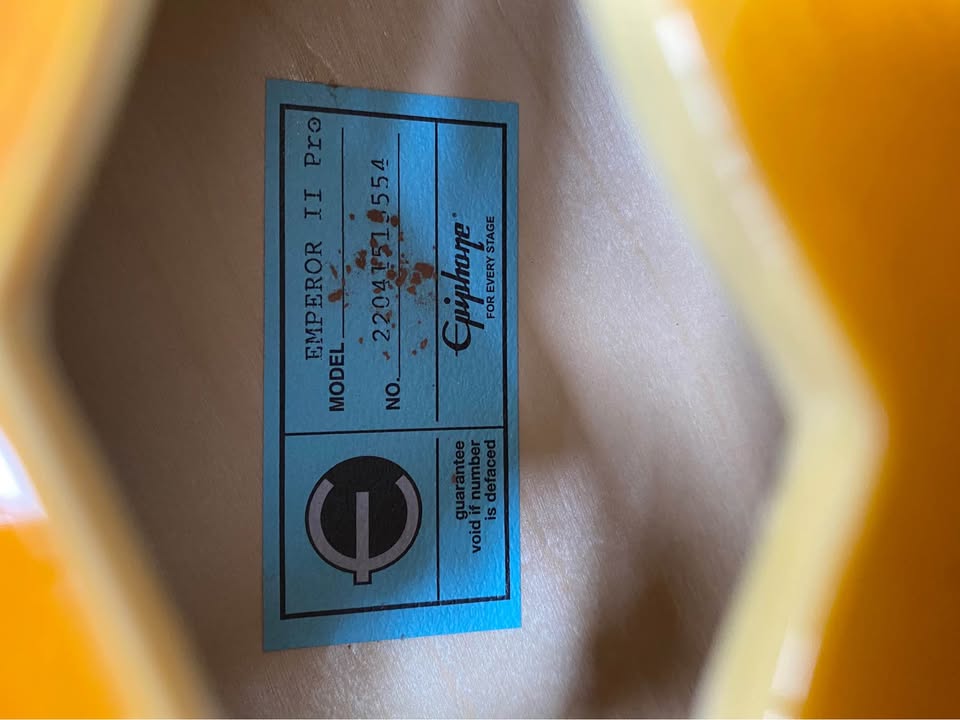 MODEL EMPEROR II Pro
NO.
Epiphone®
FOR EVERY STAGE
guarantee
void if number
is defaced